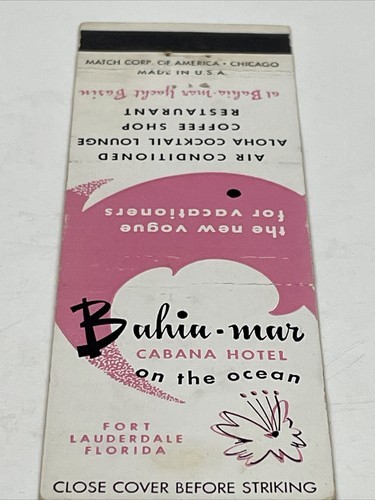 MATCH CORP. OF AMERICA • CHICAGO
MADE IN U.S.A.
AIR CONDITIONED
ALOHA COCKTAIL LOUNGE
COFFEE SHOP
RESTAURANT
at Bahia-Mar Yacht Basin
the new vogue
for vacationers
Bahia-mar
CABANA HOTEL
on the ocean
FORT
LAUDERDALE
FLORIDA
CLOSE COVER BEFORE STRIKING